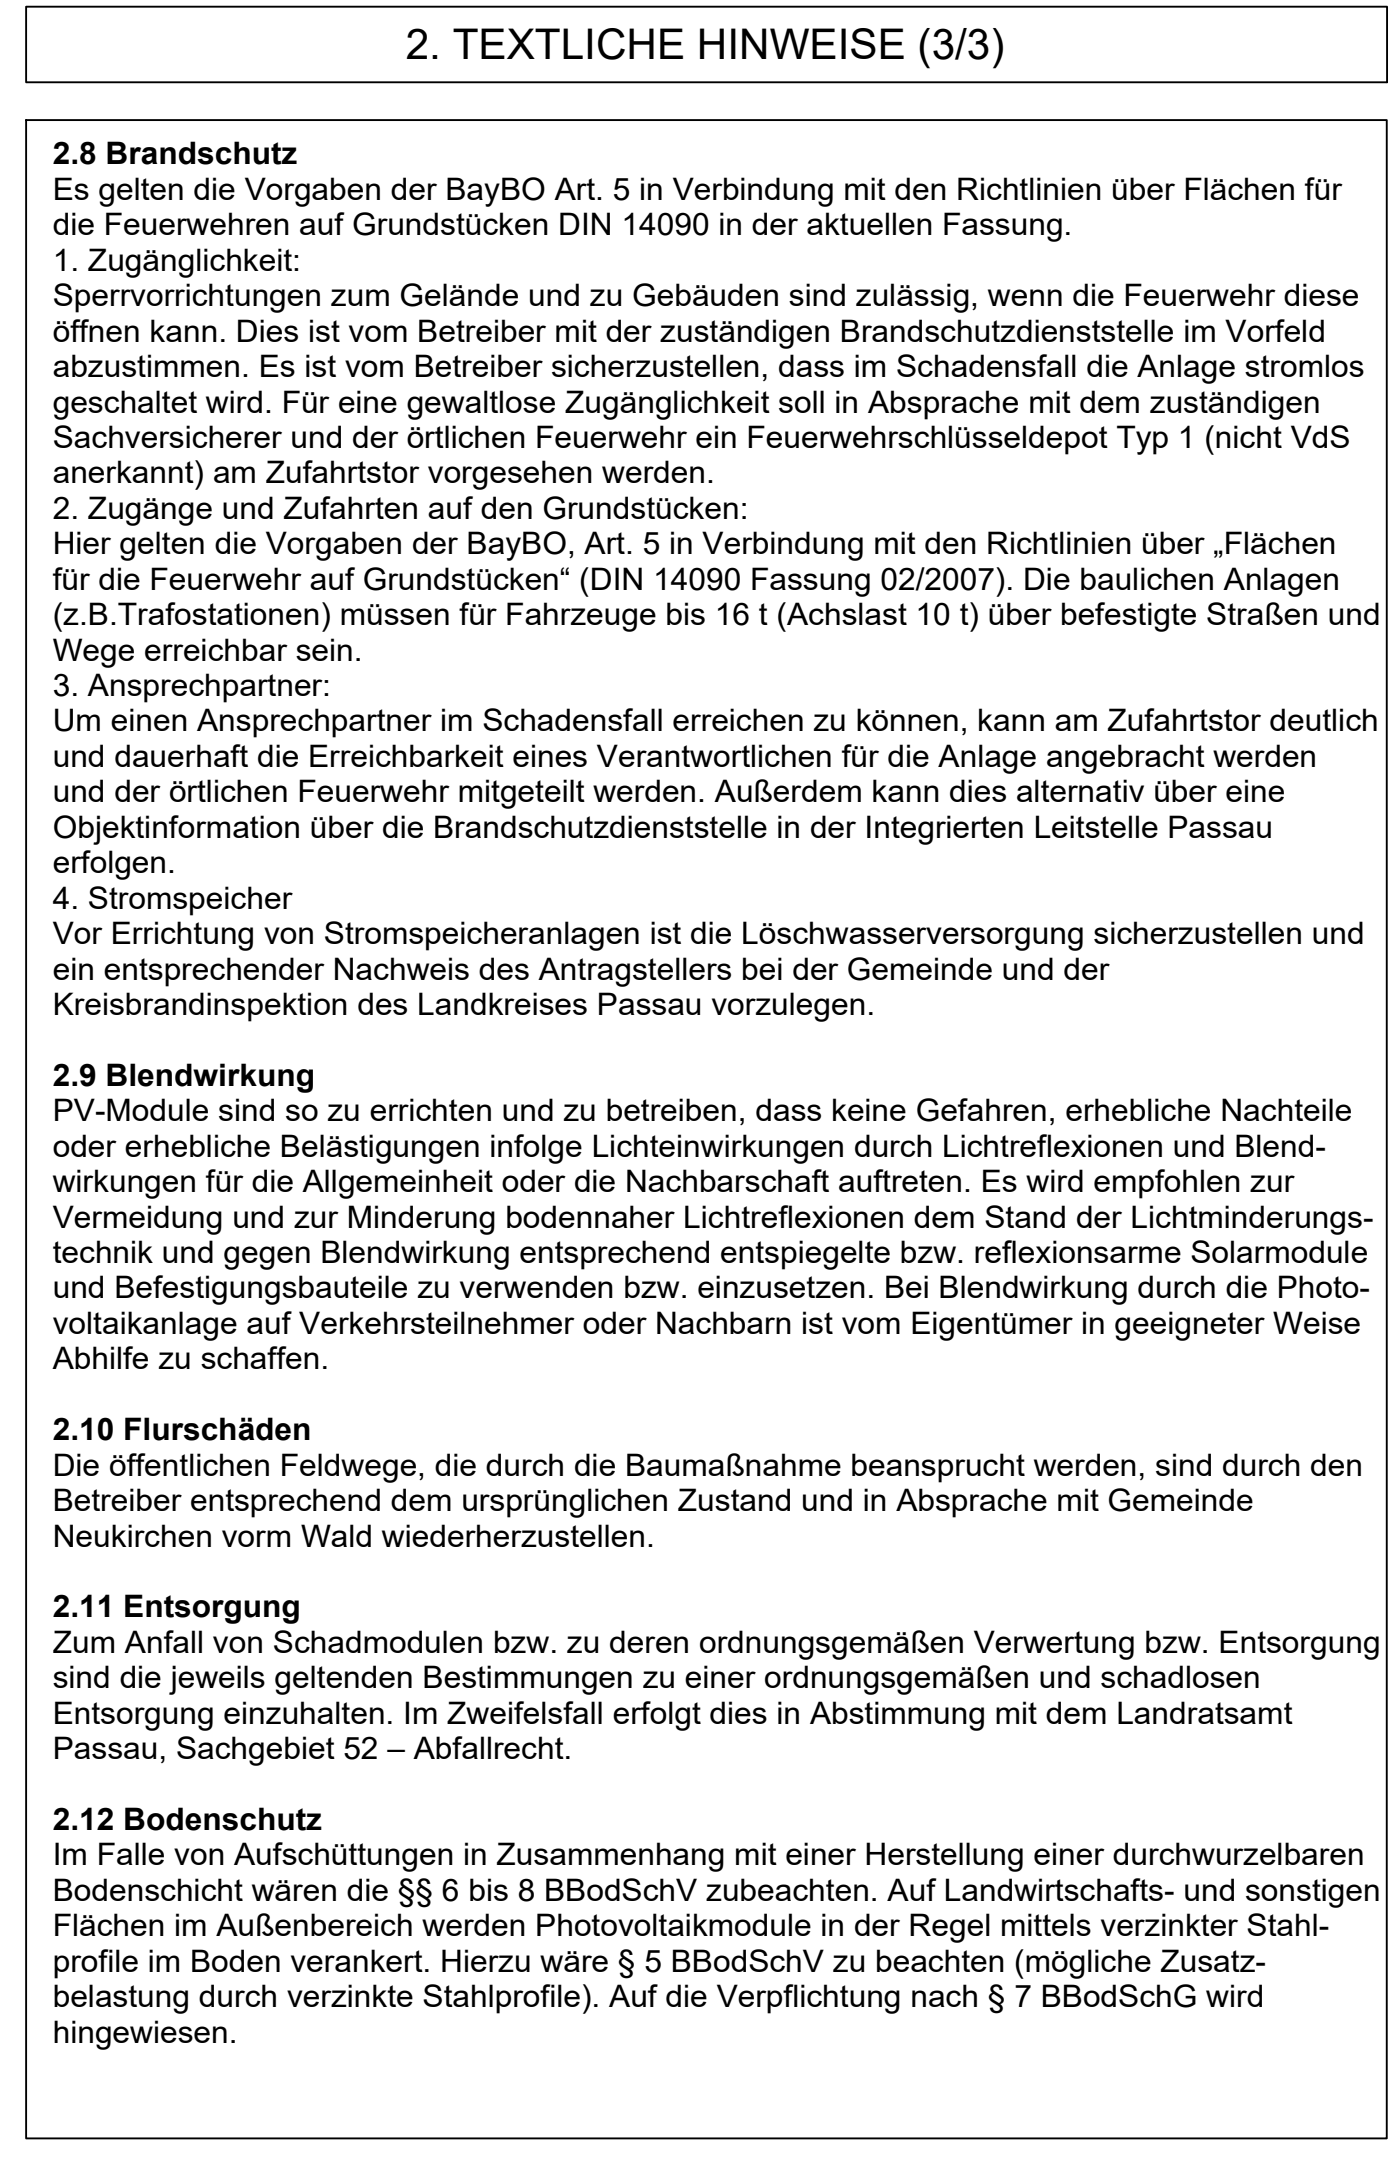 2. TEXTLICHE HINWEISE (3/3)
2.8 Brandschutz
Es gelten die Vorgaben der BayBO Art. 5 in Verbindung mit den Richtlinien über Flächen für
die Feuerwehren auf Grundstücken DIN 14090 in der aktuellen Fassung.
1. Zugänglichkeit:
Sperrvorrichtungen zum Gelände und zu Gebäuden sind zulässig, wenn die Feuerwehr diese
öffnen kann. Dies ist vom Betreiber mit der zuständigen Brandschutzdienststelle im Vorfeld
abzustimmen. Es ist vom Betreiber sicherzustellen, dass im Schadensfall die Anlage stromlos
geschaltet wird. Für eine gewaltlose Zugänglichkeit soll in Absprache mit dem zuständigen
Sachversicherer und der örtlichen Feuerwehr ein Feuerwehrschlüsseldepot Typ 1 (nicht VdS
anerkannt) am Zufahrtstor vorgesehen werden.
2. Zugänge und Zufahrten auf den Grundstücken:
Hier gelten die Vorgaben der BayBO, Art. 5 in Verbindung mit den Richtlinien über „Flächen
für die Feuerwehr auf Grundstücken“ (DIN 14090 Fassung 02/2007). Die baulichen Anlagen
(z.B.Trafostationen) müssen für Fahrzeuge bis 16 t (Achslast 10 t) über befestigte Straßen und
Wege erreichbar sein.
3. Ansprechpartner:
Um einen Ansprechpartner im Schadensfall erreichen zu können, kann am Zufahrtstor deutlich
und dauerhaft die Erreichbarkeit eines Verantwortlichen für die Anlage angebracht werden
und der örtlichen Feuerwehr mitgeteilt werden. Außerdem kann dies alternativ über eine
Objektinformation über die Brandschutzdienststelle in der Integrierten Leitstelle Passau
erfolgen.
4. Stromspeicher
Vor Errichtung von Stromspeicheranlagen ist die Löschwasserversorgung sicherzustellen und
ein entsprechender Nachweis des Antragstellers bei der Gemeinde und der
Kreisbrandinspektion des Landkreises Passau vorzulegen.
2.9 Blendwirkung
PV-Module sind so zu errichten und zu betreiben, dass keine Gefahren, erhebliche Nachteile
oder erhebliche Belästigungen infolge Lichteinwirkungen durch Lichtreflexionen und Blend-
wirkungen für die Allgemeinheit oder die Nachbarschaft auftreten. Es wird empfohlen zur
Vermeidung und zur Minderung bodennaher Lichtreflexionen dem Stand der Lichtminderungs-
technik und gegen Blendwirkung entsprechend entspiegelte bzw. reflexionsarme Solarmodule
und Befestigungsbauteile zu verwenden bzw. einzusetzen. Bei Blendwirkung durch die Photo-
voltaikanlage auf Verkehrsteilnehmer oder Nachbarn ist vom Eigentümer in geeigneter Weise
Abhilfe zu schaffen.
2.10 Flurschäden
Die öffentlichen Feldwege, die durch die Baumaßnahme beansprucht werden, sind durch den
Betreiber entsprechend dem ursprünglichen Zustand und in Absprache mit Gemeinde
Neukirchen vorm Wald wiederherzustellen.
2.11 Entsorgung
Zum Anfall von Schadmodulen bzw. zu deren ordnungsgemäßen Verwertung bzw. Entsorgung
sind die jeweils geltenden Bestimmungen zu einer ordnungsgemäßen und schadlosen
Entsorgung einzuhalten. Im Zweifelsfall erfolgt dies in Abstimmung mit dem Landratsamt
Passau, Sachgebiet 52 – Abfallrecht.
2.12 Bodenschutz
Im Falle von Aufschüttungen in Zusammenhang mit einer Herstellung einer durchwurzelbaren
Bodenschicht wären die §§ 6 bis 8 BBodSchV zubeachten. Auf Landwirtschafts- und sonstigen
Flächen im Außenbereich werden Photovoltaikmodule in der Regel mittels verzinkter Stahl-
profile im Boden verankert. Hierzu wäre § 5 BBodSchV zu beachten (mögliche Zusatz-
belastung durch verzinkte Stahlprofile). Auf die Verpflichtung nach § 7 BBodSchG wird
hingewiesen.